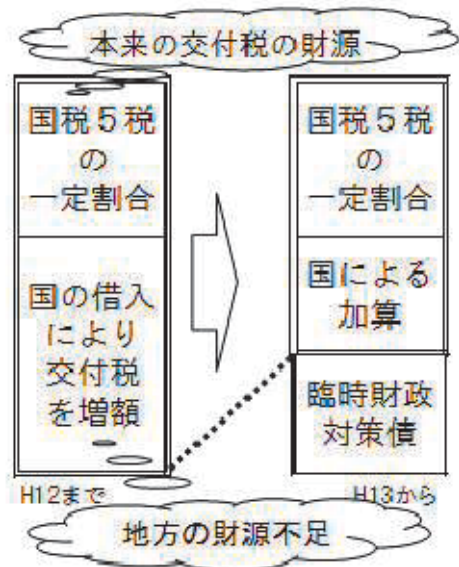 本来の交付税の財源
国税5税
の
一定割合
国の借入
により
交付税
を増額
H12まで
国税5税
の
一定割合
国による
加算
臨時財政
対策債
H13から
地方の財源不足